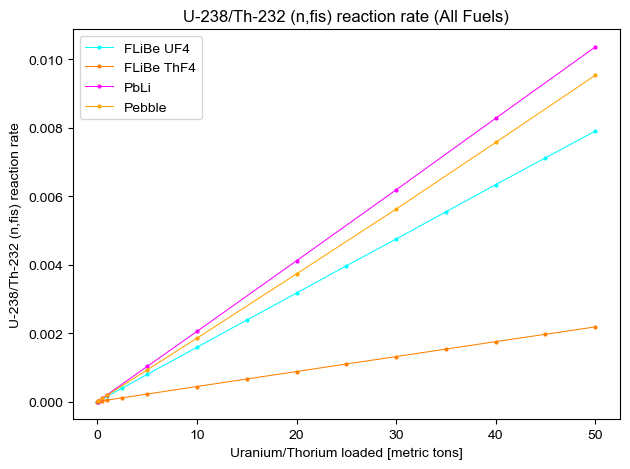 U-238/Th-232 (n,fis) reaction rate (All Fuels)
FLiBe UF4
FLiBe ThF4
PbLi
Pebble
U-238/Th-232 (n,fis) reaction rate
0.010
0.008
0.006
0.004
0.002
0.000
0 10 20 30 40 50
Uranium/Thorium loaded [metric tons]